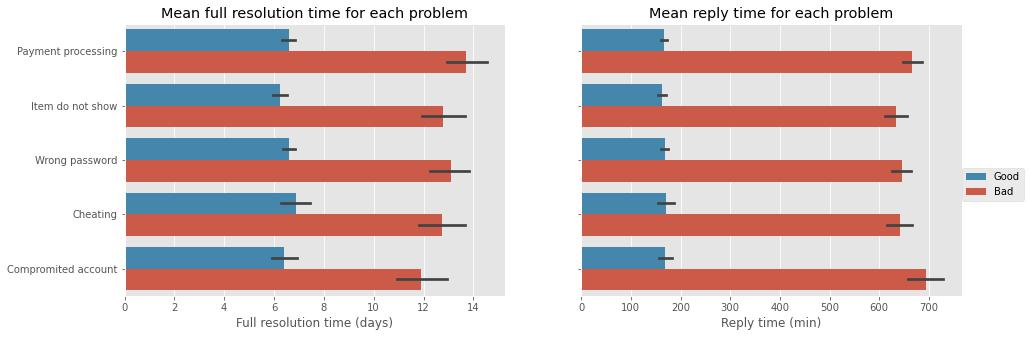 Mean full resolution time for each problem
Mean reply time for each problem
Payment processing
Item do not show
Wrong password
Cheating
Compromited account
Good
Bad
0 2 4 6 8 10 12 14
0 100 200 300 400 500 600 700
Full resolution time (days)
Reply time (min)